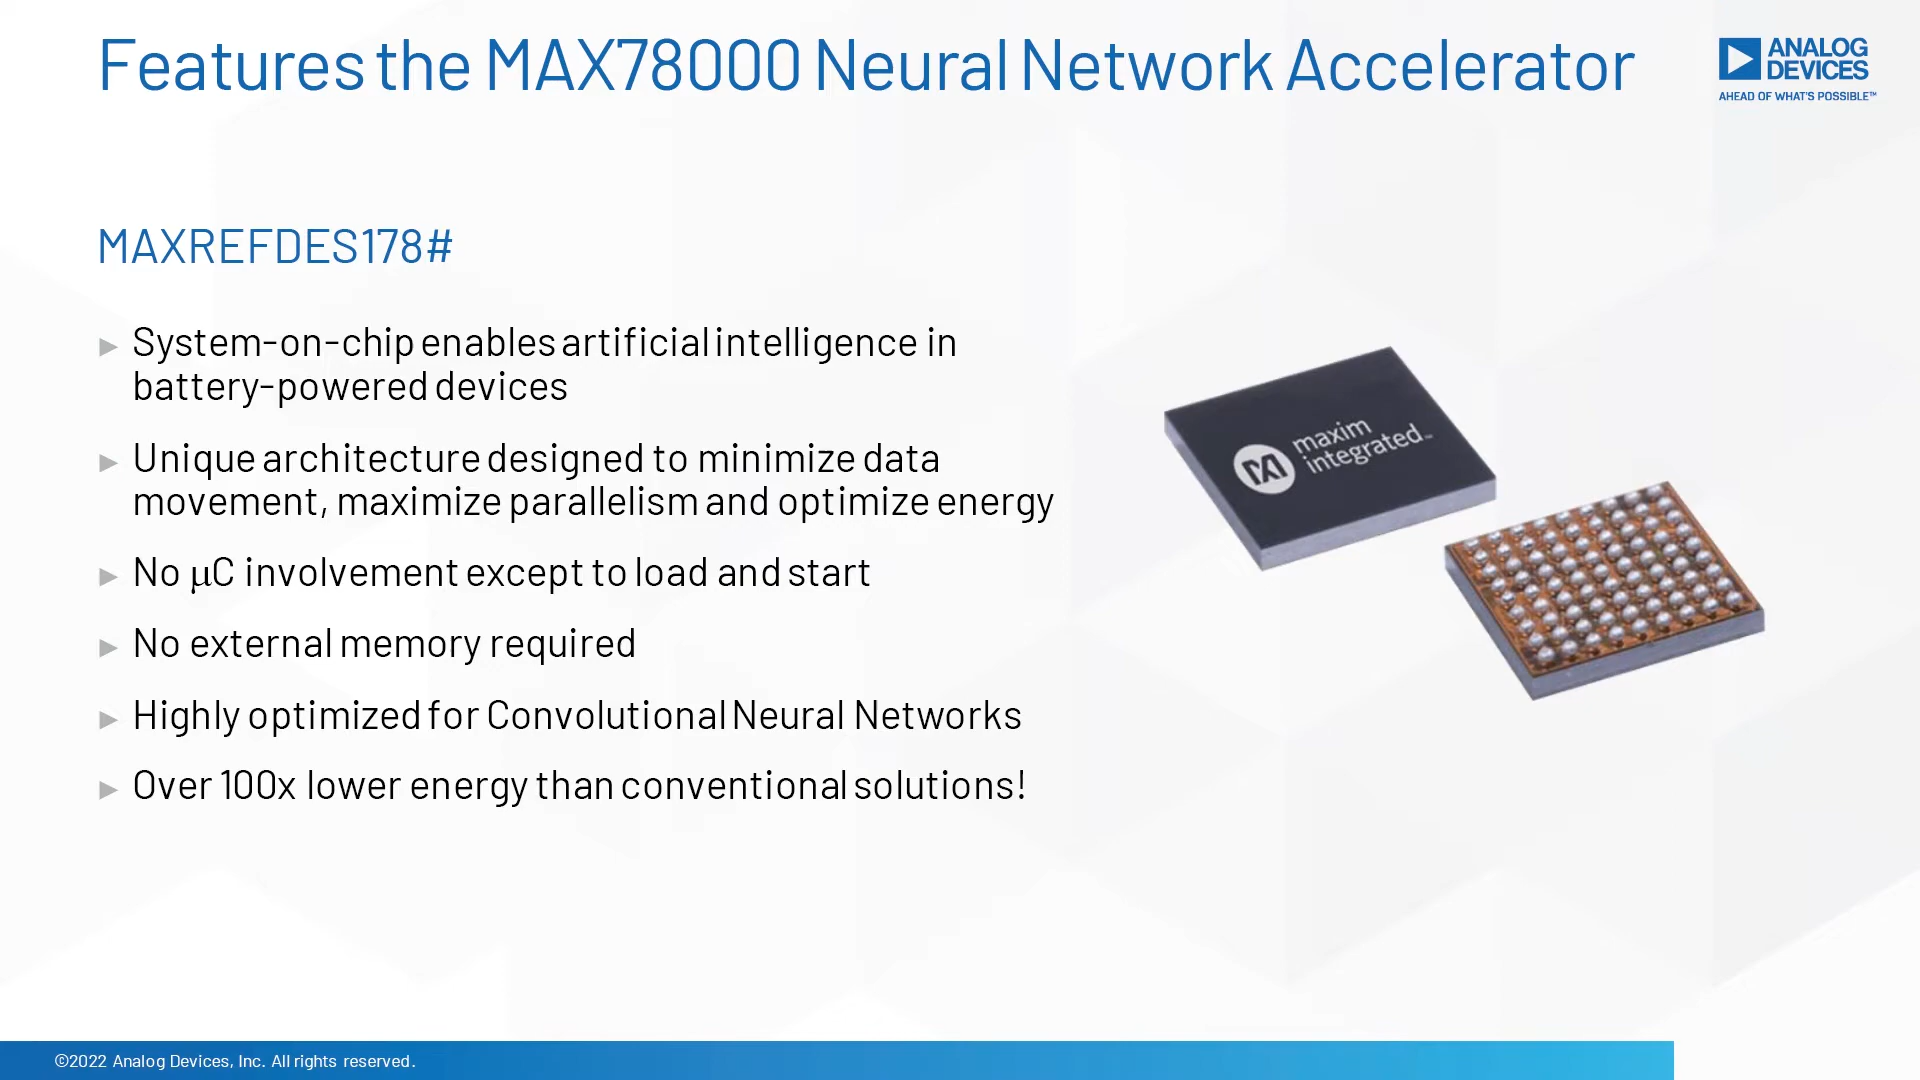 Features the MAX78000 Neural Network Accelerator
ANALOG
DEVICES
AHEAD OF WHAT'S POSSIBLE™
MAXREFDES178#
► System-on-chip enables artificial intelligence in
battery-powered devices
► Unique architecture designed to minimize data
movement, maximize parallelism and optimize energy
► No μC involvement except to load and start
► No external memory required
► Highly optimized for Convolutional Neural Networks
► Over 100x lower energy than conventional solutions!
maxim
integrated™
©2022 Analog Devices, Inc. All rights reserved.